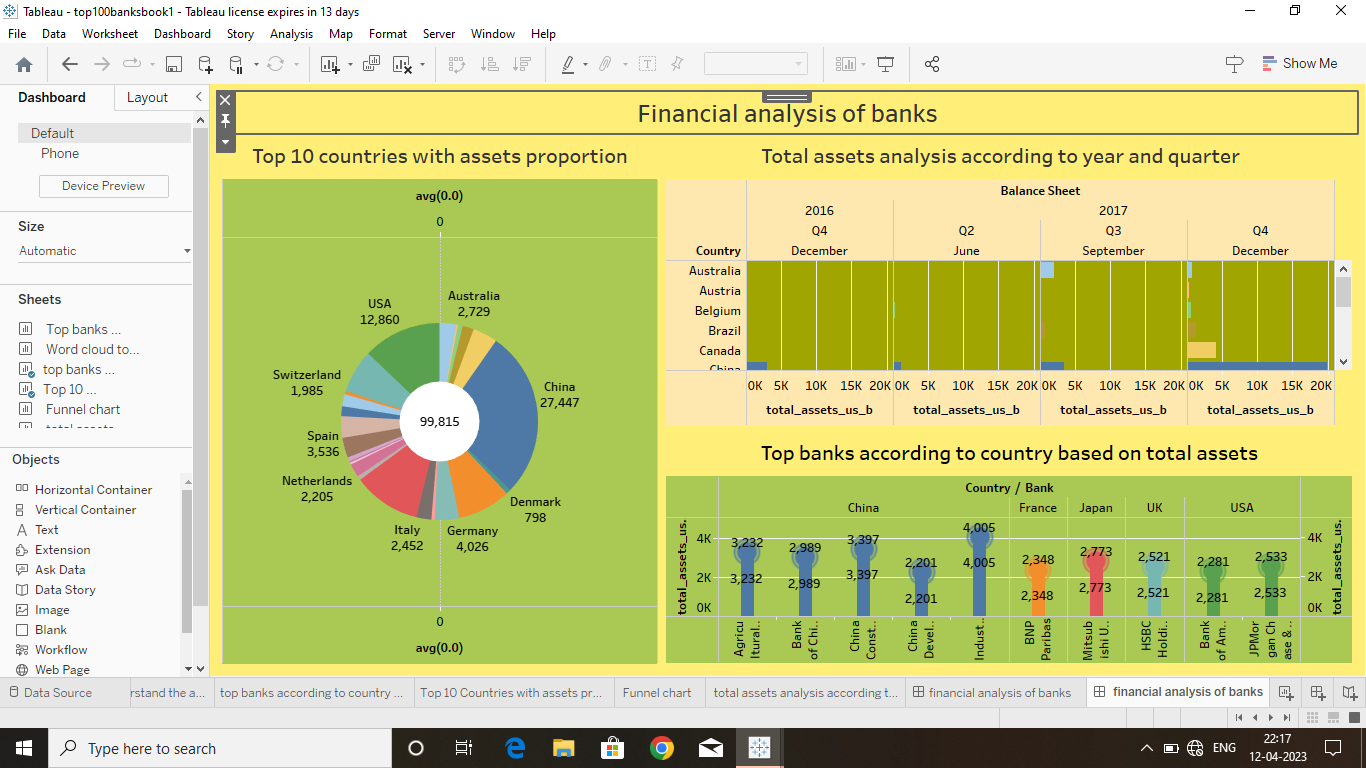 Tableau - top100banksbook1 - Tableau license expires in 13 days
File Data Worksheet Dashboard Story Analysis Map Format Server Window Help
Show Me
Dashboard Layout
Default
Phone
Device Preview
Size
Automatic
Sheets
Top banks ...
Word cloud to...
top banks ...
Top 10 ...
Funnel chart
Objects
Horizontal Container
Vertical Container
Text
Extension
Ask Data
Data Story
Image
Blank
Workflow
Web Page
Financial analysis of banks
Top 10 countries with assets proportion
avg(0.0)
0
USA
12,860
Australia
2,729
Switzerland
1,985
China
27,447
99,815
Spain
3,536
Netherlands
2,205
Denmark
798
Italy
2,452
Germany
4,026
0
avg(0.0)
Total assets analysis according to year and quarter
Balance Sheet
2016 2017
Q4 Q2 Q3 Q4
Country December June September December
Australia
Austria
Belgium
Brazil
Canada
China
0K 5K 10K 15K 20K 0K 5K 10K 15K 20K 0K 5K 10K 15K 20K 0K 5K 10K 15K 20K
total_assets_us_b total_assets_us_b total_assets_us_b total_assets_us_b
Top banks according to country based on total assets
Country / Bank
China France Japan UK USA
total_assets_us.
4K
2K
0K
3,232 2,989 3,397 2,201 4,005 2,348 2,773 2,521 2,281 2,533
3,232 2,989 3,397 2,201 4,005 2,348 2,773 2,521 2,281 2,533
4K
2K
0K
total_assets_us.
Agricu
ltural..
Bank
of Chi..
China
Const..
China
Devel..
Indust..
BNP
Paribas
Mitsub
ishi U..
HSBC
Holdi..
Bank
of Am..
JPMor
gan Ch
ase & ..
Data Source rstand the a... top banks according to country ... Top 10 Countries with assets pr... Funnel chart total assets analysis according t... financial analysis of banks financial analysis of banks
Type here to search
ENG
22:17
12-04-2023